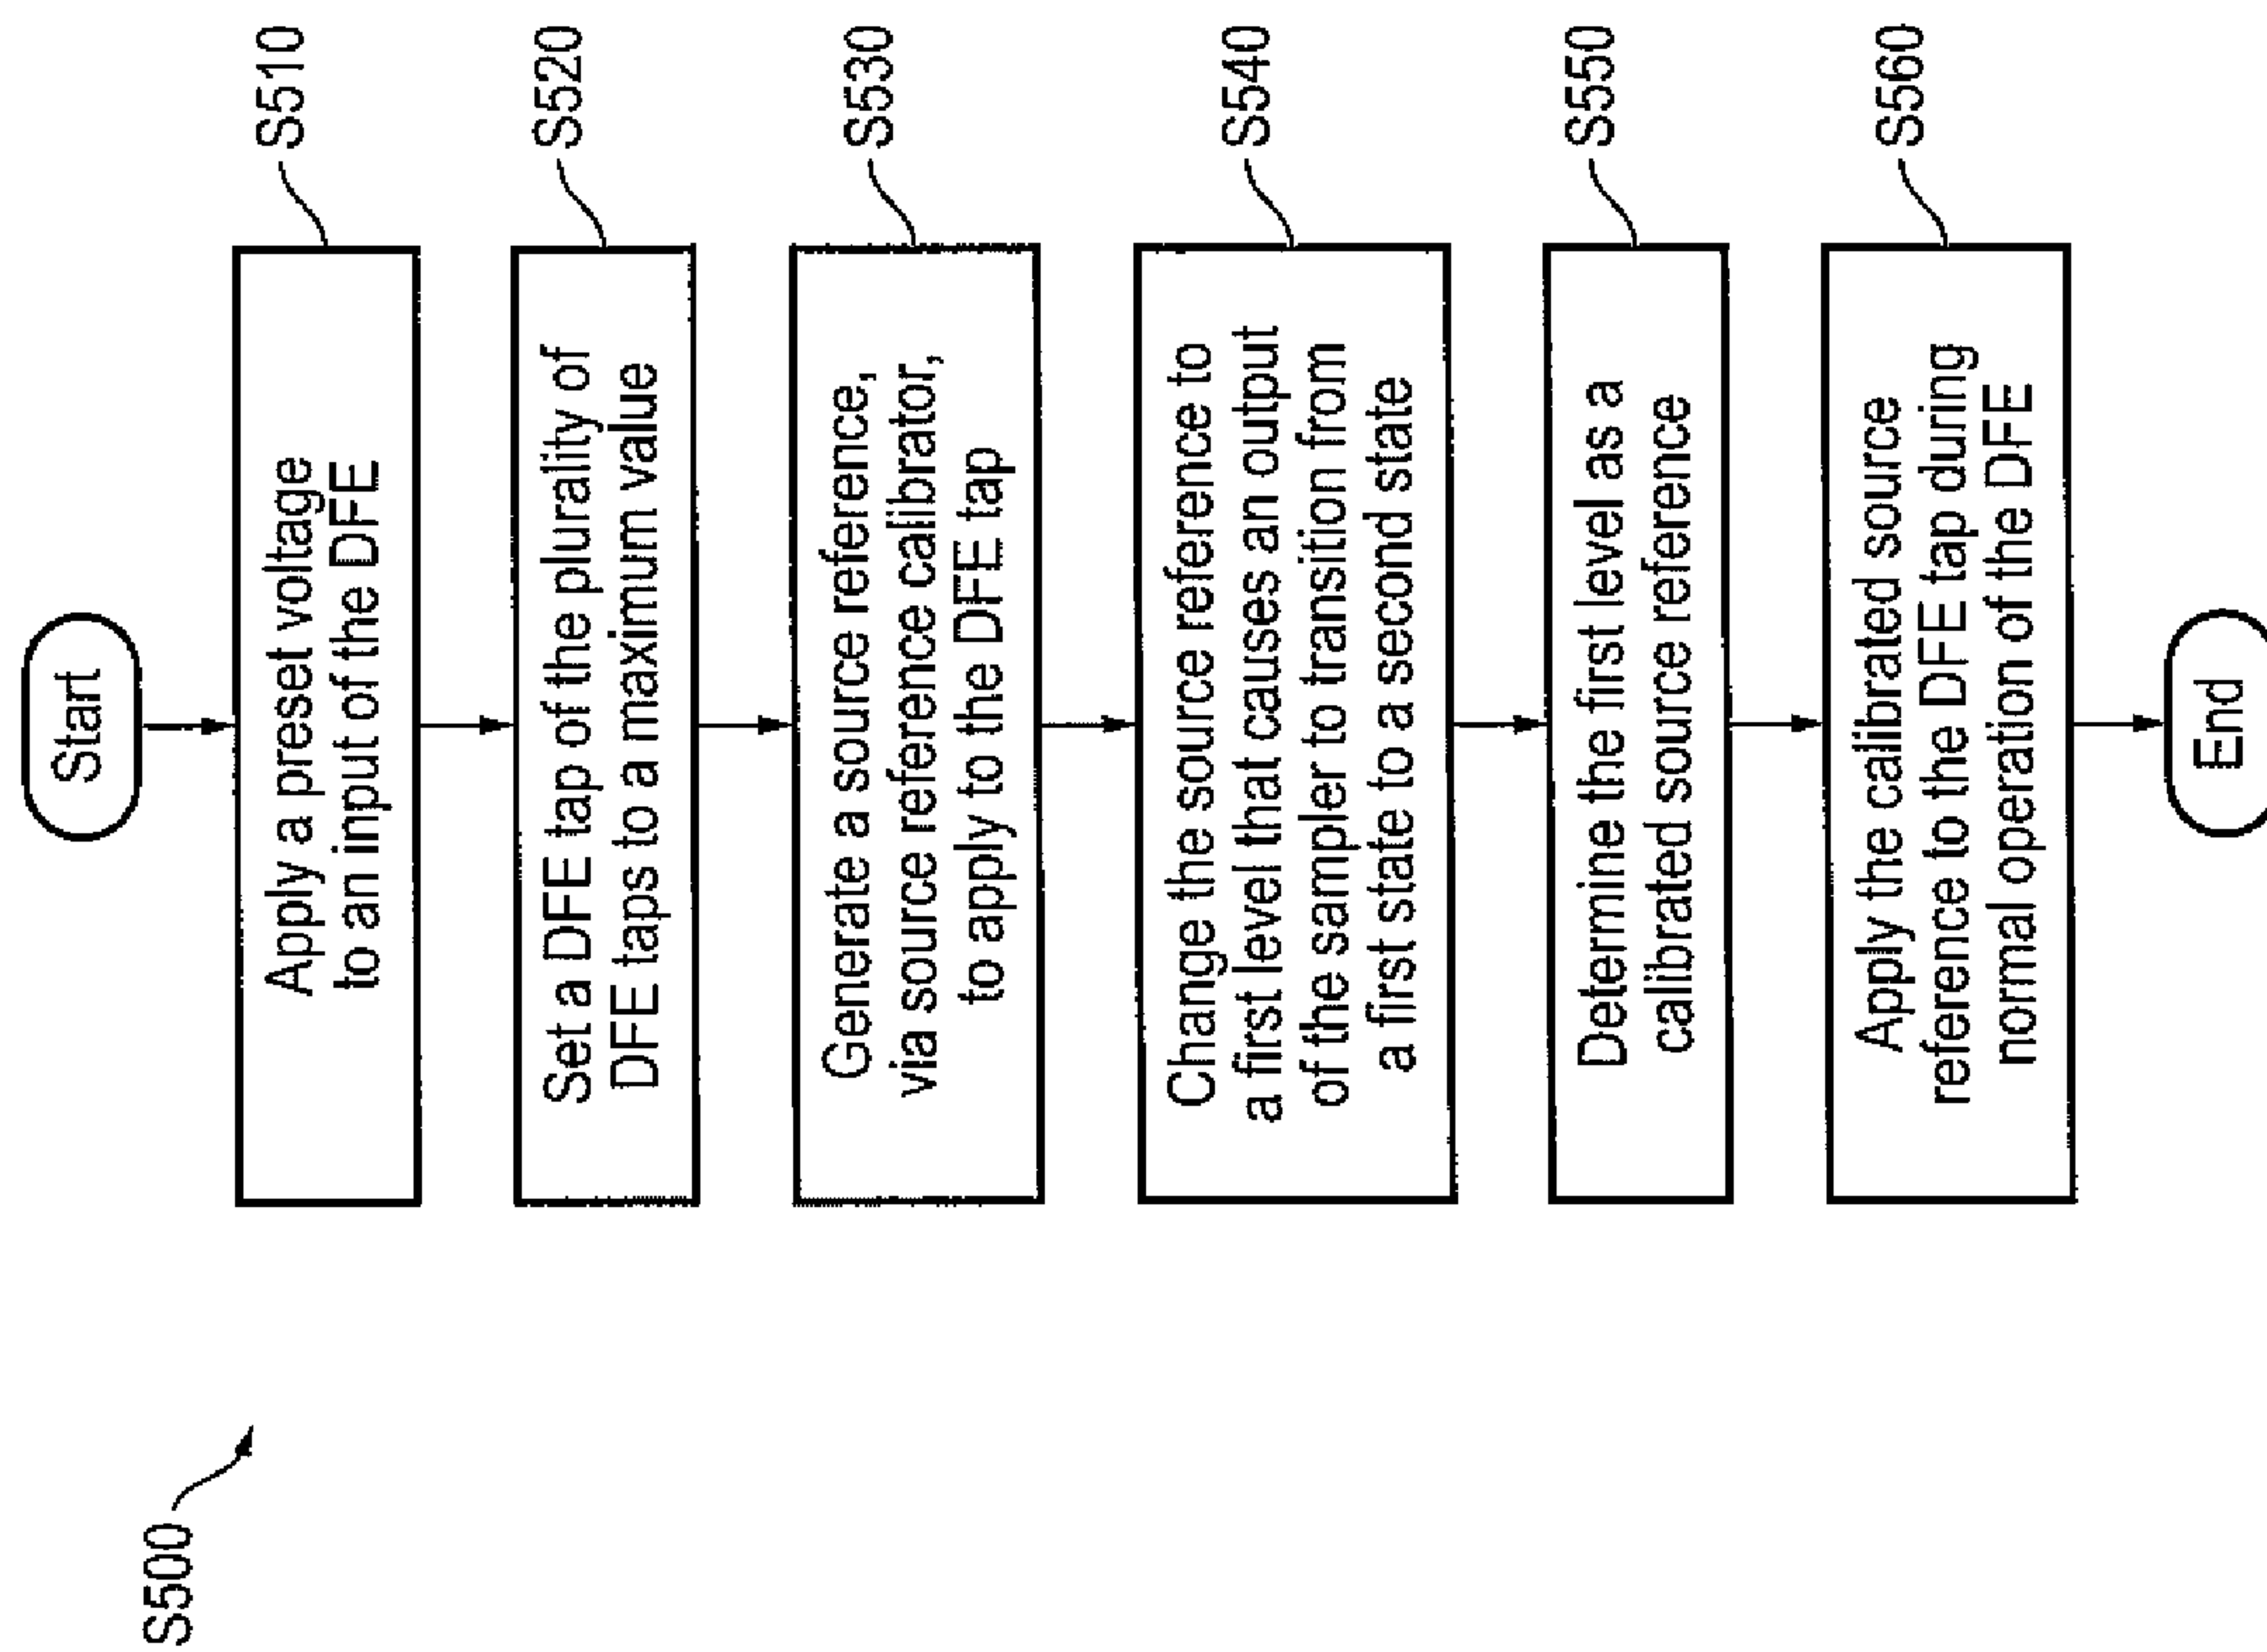 S500
Start
Apply a preset voltage
to an input of the DFE
S510
Set a DFE tap of the plurality of
DFE taps to a maximum value
S520
Generate a source reference,
via source reference calibrator,
to apply to the DFE tap
S530
Change the source reference to
a first level that causes an output
of the sampler to transition from
a first state to a second state
S540
Determine the first level as a
calibrated source reference
S550
Apply the calibrated source
reference to the DFE tap during
normal operation of the DFE
S560
End